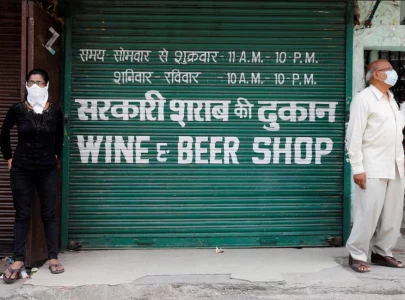 समय- सोमवार से शुक्रवार - 11 A.M. - 10 P.M.
शनिवार - रविवार - 10 A.M. - 10 P.M.
सरकारी शराब की दुकान
WINE & BEER SHOP